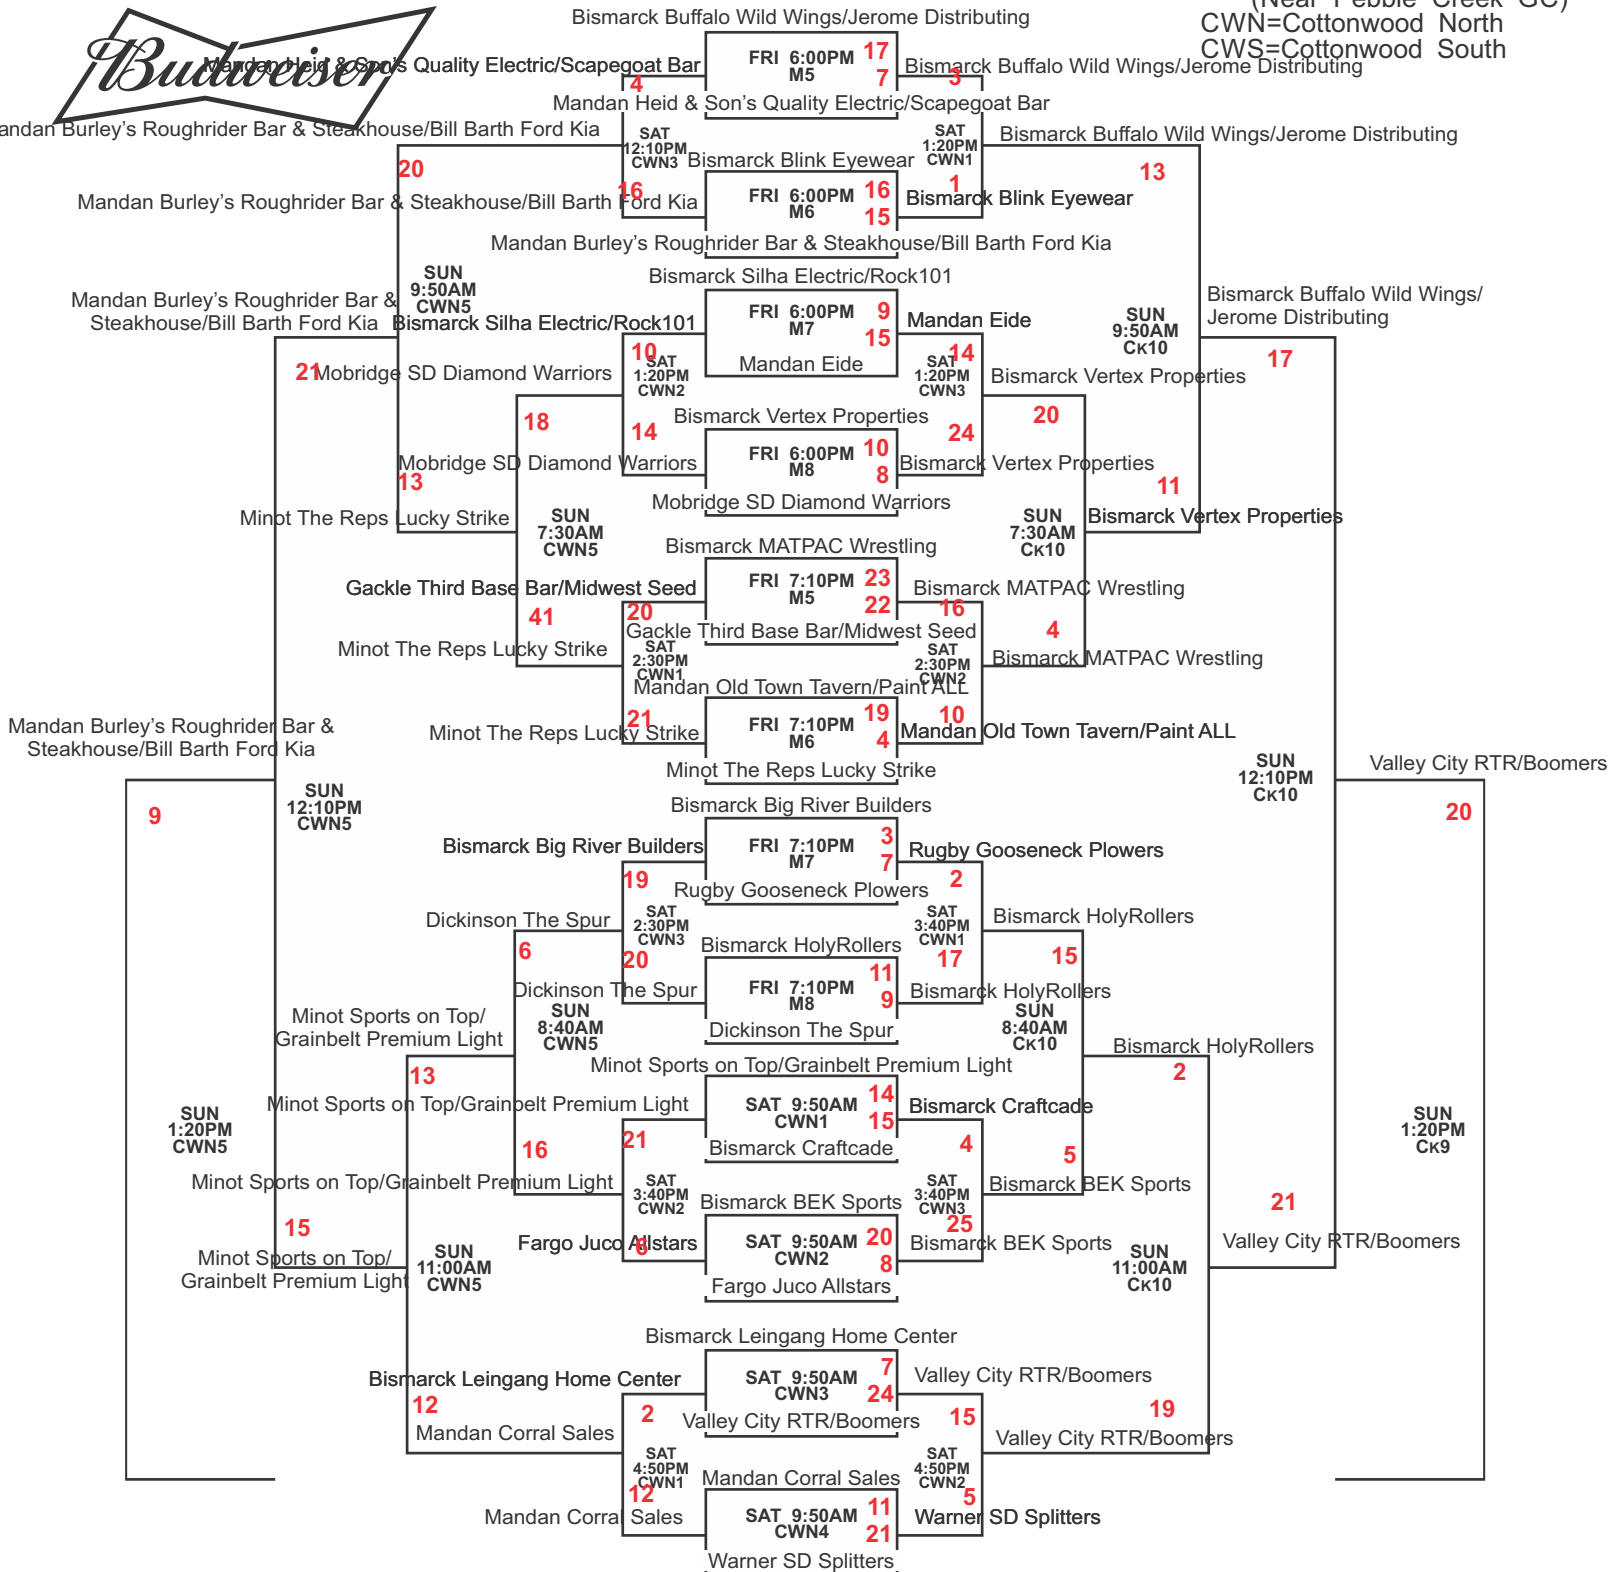 (Near Pebble Creek GC)
CWN=Cottonwood North
CWS=Cottonwood South
Budweiser
Bismarck Buffalo Wild Wings/Jerome Distributing
FRI 6:00PM
M5
17
7
Mandan Heid & Son's Quality Electric/Scapegoat Bar
Bismarck Buffalo Wild Wings/Jerome Distributing
4
3
Mandan Heid & Son's Quality Electric/Scapegoat Bar
Mandan Burley's Roughrider Bar & Steakhouse/Bill Barth Ford Kia
SAT
12:10PM
CWN3
SAT
1:20PM
CWN1
Bismarck Buffalo Wild Wings/Jerome Distributing
Bismarck Blink Eyewear
20
13
16
1
FRI 6:00PM
M6
16
15
Mandan Burley's Roughrider Bar & Steakhouse/Bill Barth Ford Kia
Bismarck Blink Eyewear
Mandan Burley's Roughrider Bar & Steakhouse/Bill Barth Ford Kia
Bismarck Silha Electric/Rock101
SUN
9:50AM
CWN5
Mandan Burley's Roughrider Bar &
Steakhouse/Bill Barth Ford Kia
Bismarck Silha Electric/Rock101
FRI 6:00PM
M7
9
15
Mandan Eide
Mandan Eide
SUN
9:50AM
CK10
Bismarck Buffalo Wild Wings/
Jerome Distributing
21
Mobridge SD Diamond Warriors
10
SAT
1:20PM
CWN2
14
SAT
1:20PM
CWN3
Bismarck Vertex Properties
17
18
14
Bismarck Vertex Properties
24
20
Mobridge SD Diamond Warriors
FRI 6:00PM
M8
10
8
Bismarck Vertex Properties
13
11
Mobridge SD Diamond Warriors
Minot The Reps Lucky Strike
SUN
7:30AM
CWN5
SUN
7:30AM
CK10
Bismarck Vertex Properties
Bismarck MATPAC Wrestling
Gackle Third Base Bar/Midwest Seed
FRI 7:10PM
M5
23
22
Bismarck MATPAC Wrestling
41
20
Gackle Third Base Bar/Midwest Seed
16
4
Minot The Reps Lucky Strike
SAT
2:30PM
CWN1
SAT
2:30PM
CWN2
Bismarck MATPAC Wrestling
Mandan Old Town Tavern/Paint ALL
21
10
Minot The Reps Lucky Strike
FRI 7:10PM
M6
19
4
Mandan Old Town Tavern/Paint ALL
Minot The Reps Lucky Strike
Mandan Burley's Roughrider Bar &
Steakhouse/Bill Barth Ford Kia
SUN
12:10PM
CWN5
SUN
12:10PM
CK10
Valley City RTR/Boomers
9
20
Bismarck Big River Builders
Bismarck Big River Builders
FRI 7:10PM
M7
3
7
Rugby Gooseneck Plowers
19
Rugby Gooseneck Plowers
2
Dickinson The Spur
SAT
2:30PM
CWN3
SAT
3:40PM
CWN1
Bismarck HolyRollers
6
20
Bismarck HolyRollers
17
15
Dickinson The Spur
FRI 7:10PM
M8
11
9
Bismarck HolyRollers
Dickinson The Spur
Minot Sports on Top/
Grainbelt Premium Light
SUN
8:40AM
CWN5
SUN
8:40AM
CK10
Bismarck HolyRollers
Minot Sports on Top/Grainbelt Premium Light
13
2
Minot Sports on Top/Grainbelt Premium Light
SAT 9:50AM
CWN1
14
15
Bismarck Craftcade
Bismarck Craftcade
SUN
1:20PM
CWN5
SUN
1:20PM
CK9
16
21
4
5
Minot Sports on Top/Grainbelt Premium Light
SAT
3:40PM
CWN2
SAT
3:40PM
CWN3
Bismarck BEK Sports
Bismarck BEK Sports
15
21
Fargo Juco Allstars
25
SAT 9:50AM
CWN2
20
8
Bismarck BEK Sports
Fargo Juco Allstars
Minot Sports on Top/
Grainbelt Premium Light
SUN
11:00AM
CWN5
SUN
11:00AM
CK10
Valley City RTR/Boomers
Bismarck Leingang Home Center
Bismarck Leingang Home Center
SAT 9:50AM
CWN3
7
24
Valley City RTR/Boomers
12
2
Valley City RTR/Boomers
15
19
Mandan Corral Sales
SAT
4:50PM
CWN1
SAT
4:50PM
CWN2
Valley City RTR/Boomers
Mandan Corral Sales
12
5
Mandan Corral Sales
SAT 9:50AM
CWN4
11
21
Warner SD Splitters
Warner SD Splitters